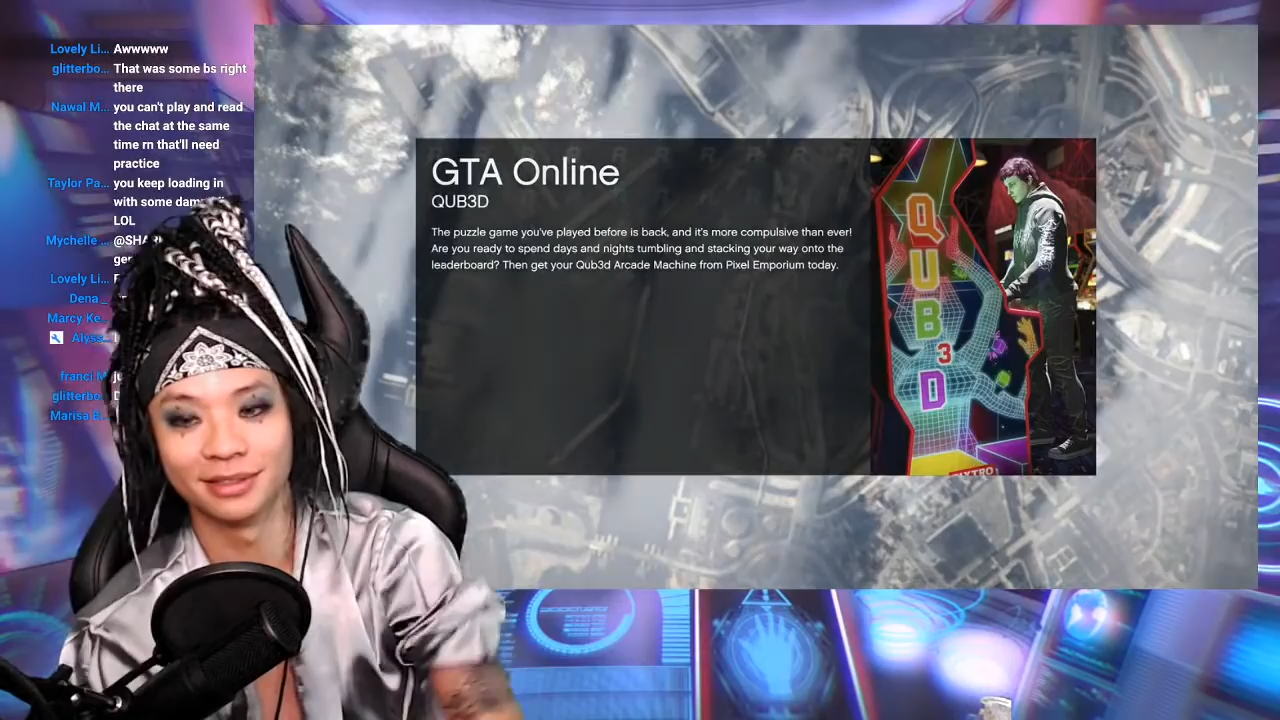 Lovely Li... Awwwww
glitterbo... That was some bs right
there
Nawal M... you can't play and read
the chat at the same
time rn that'll need
practice
Taylor Pa... you keep loading in
with some
LOL
Mychelle ...
Lovely Li...
Dena
Marcy Ke...
Alyss...
franci M
glitterbo...
Marisa
GTA Online
QUB3D
The puzzle game you've played before is back, and it's more compulsive than ever!
Are you ready to spend days and nights tumbling and stacking your way onto the
leaderboard? Then get your Qub3d Arcade Machine from Pixel Emporium today.
QUB3D